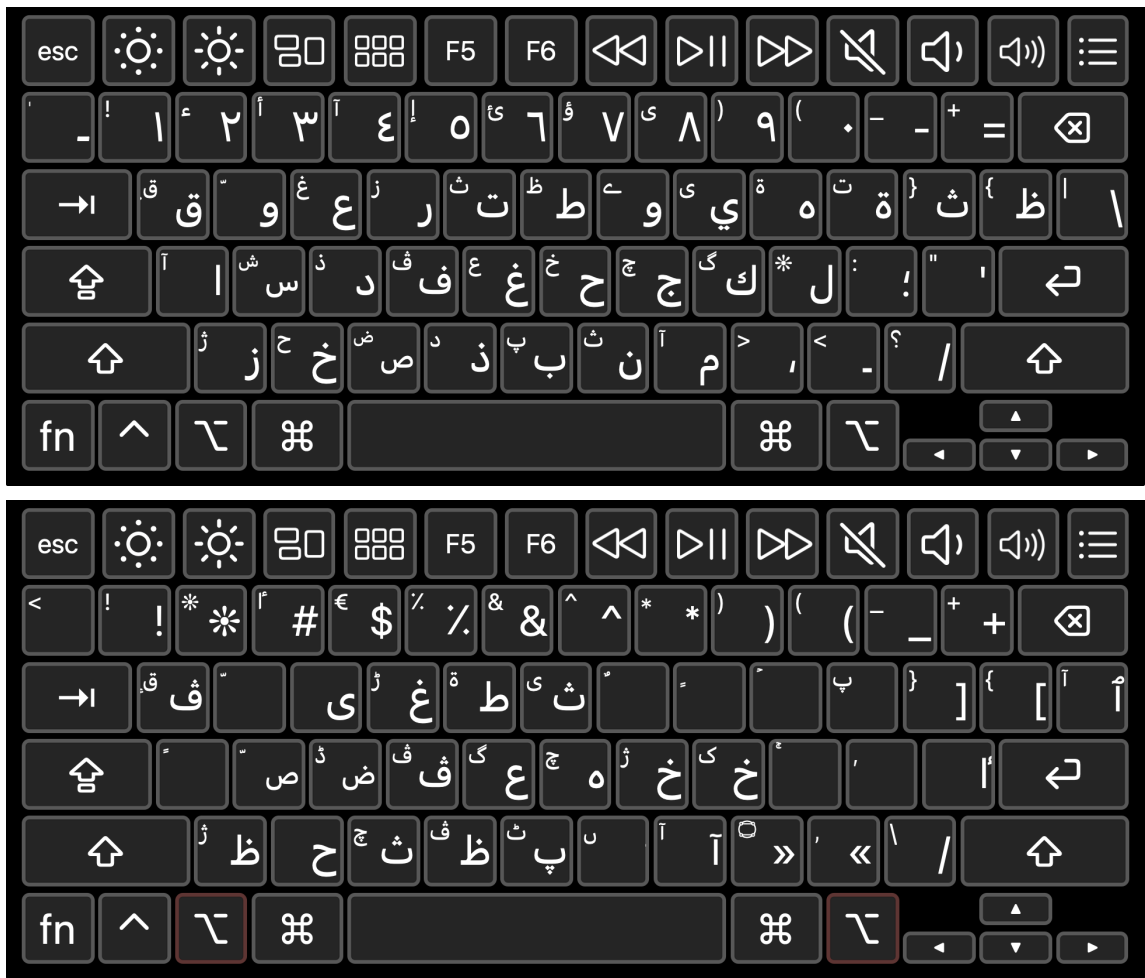 esc F5 F6
ـ ! ١ ء ٢ أ ٣ آ ٤ إ ٥ ئ ٦ ؤ ٧ ى ٨ ) ٩ ( ٠ _ - + =
ق و غ ع ز ر ث ت ظ ط ے و ى ي ة ه ت ة } ث { ظ | \
آ ا ش س ذ د ڤ ف ع غ خ ح چ ج گ ك ❊ ل : ؛ " '
ژ ز ح خ ض ص د ذ پ ب ث ن آ م > ، < . ؟ /
fn ^ ⌥ ⌘ ⌘ ⌥
esc F5 F6
< ! ! ❊ ❊ # € $ ٪ ٪ & & ^ ^ * * ) ) ( ( _ _ + +
ڤ ى ڑ غ ة ط ى ث پ } ] { [ آ
ص ڈ ض ڤ ڤ گ ع چ ه ژ خ ک خ
ژ ظ ح چ ث ڤ ظ ٹ پ ں آ آ » « \ /
fn ^ ⌥ ⌘ ⌘ ⌥